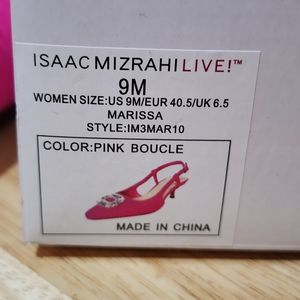 ISAAC MIZRAHI LIVE!™
9M
WOMEN SIZE:US 9M/EUR 40.5/UK 6.5
MARISSA
STYLE:IM3MAR10
COLOR:PINK BOUCLE
MADE IN CHINA